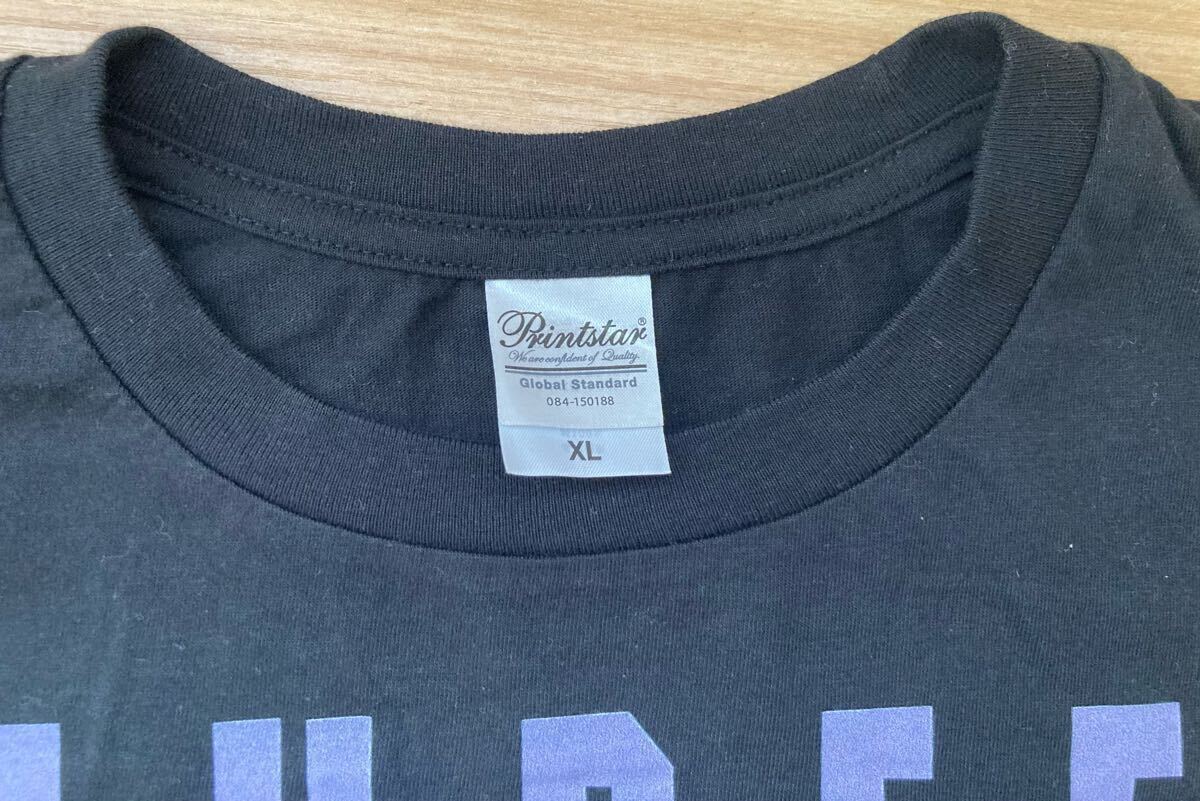 Printstar®
We are confident of Quality.
Global Standard
084-150188
XL